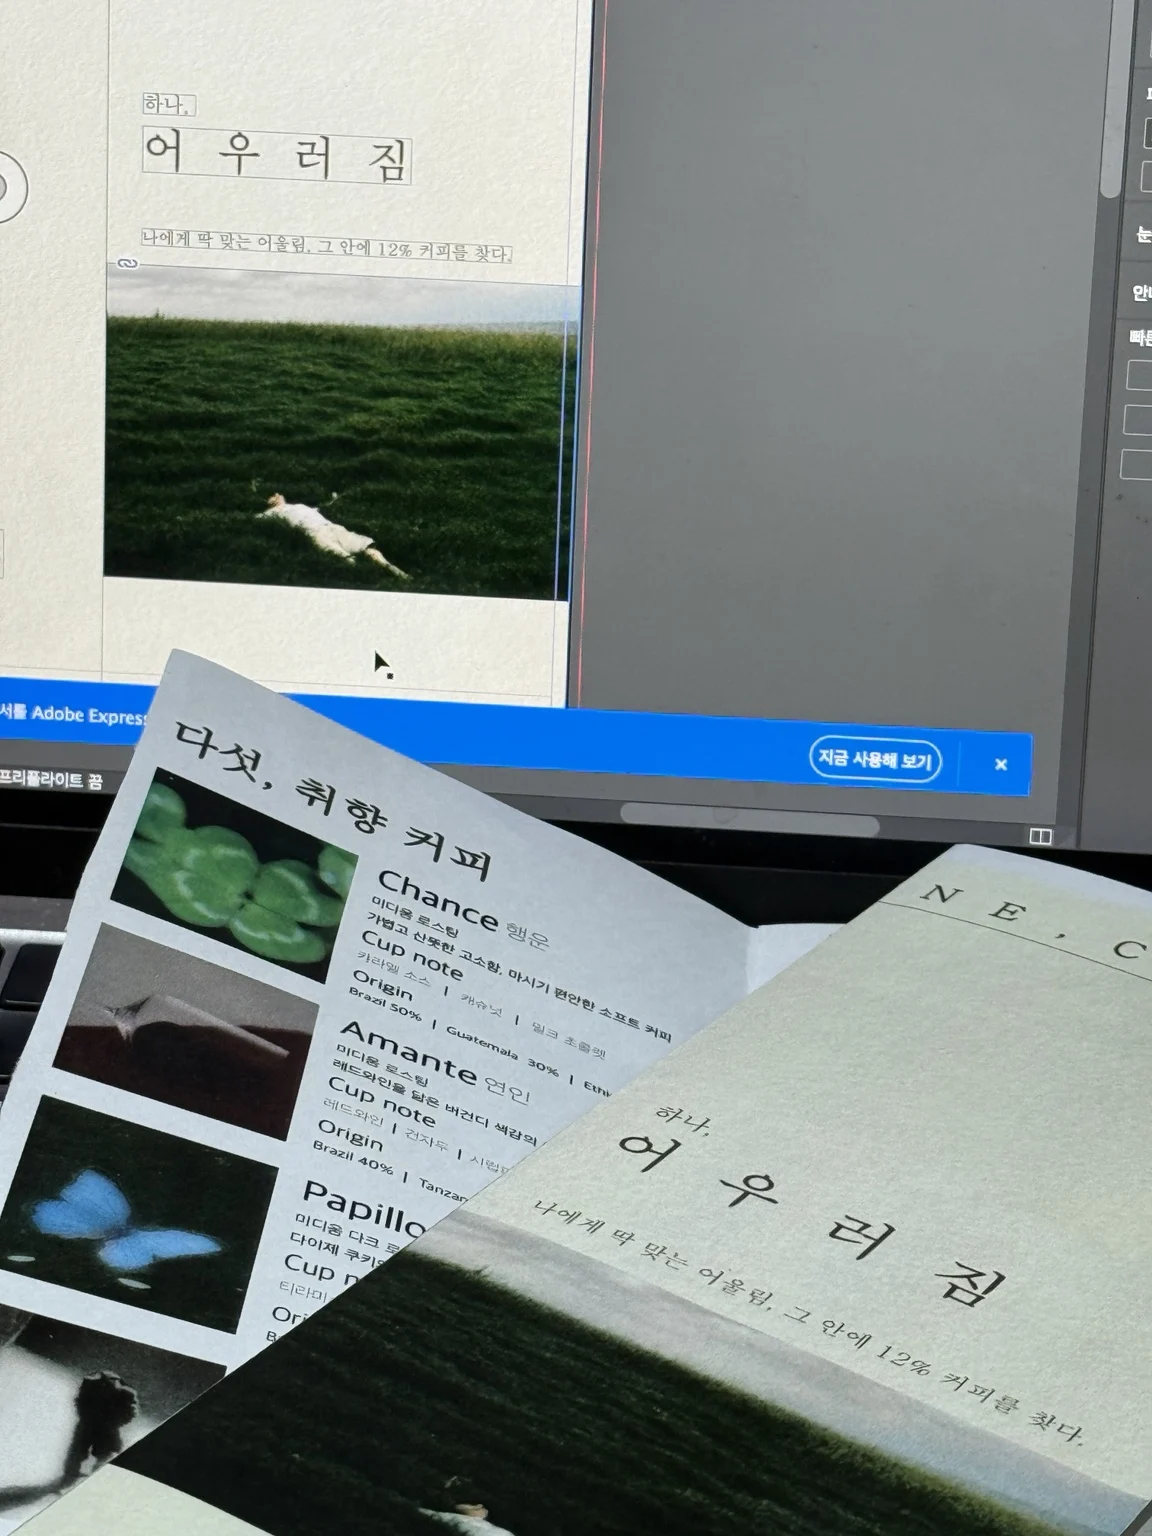 하나,
어 우 러 짐
나에게 딱 맞는 어울림, 그 안에 12% 커피를 찾다.
안내
서를 Adobe Express
지금 사용해 보기
프리플라이트 끔
다섯, 취향 커피
Chance 행운
미디움 로스팅
가볍고 산뜻한 고소함, 마시기 편안한 소프트 커피
Cup note
캬라멜 소스 | 캐슈넛 | 밀크 초콜렛
Origin
Brazil 50% | Guatemala 30% |
Amante 연인
미디움 로스팅
레드와인을 닮은 버건디 색감의
Cup note
레드와인 | 건자두 |
Origin
Brazil 40% |
Papillo
미디움 다크
다이제
Cup
티라미
N E , C
하나,
어 우 러 짐
나에게 딱 맞는 어울림, 그 안에 12% 커피를 찾다.